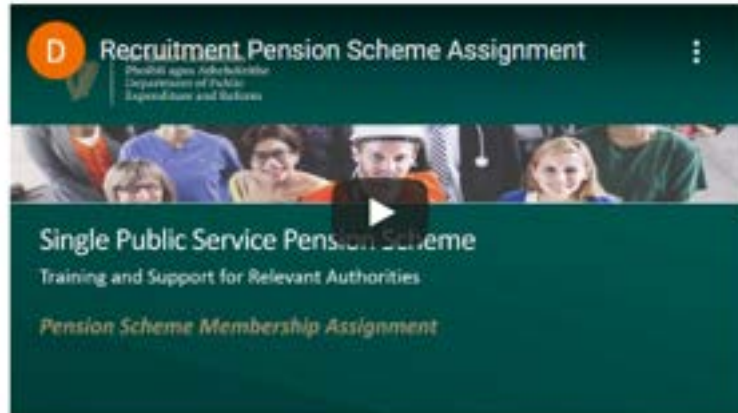 D
Recruitment Pension Scheme Assignment
Department of Public
Expenditure and Reform
Single Public Service Pension Scheme
Training and Support for Relevant Authorities
Pension Scheme Membership Assignment